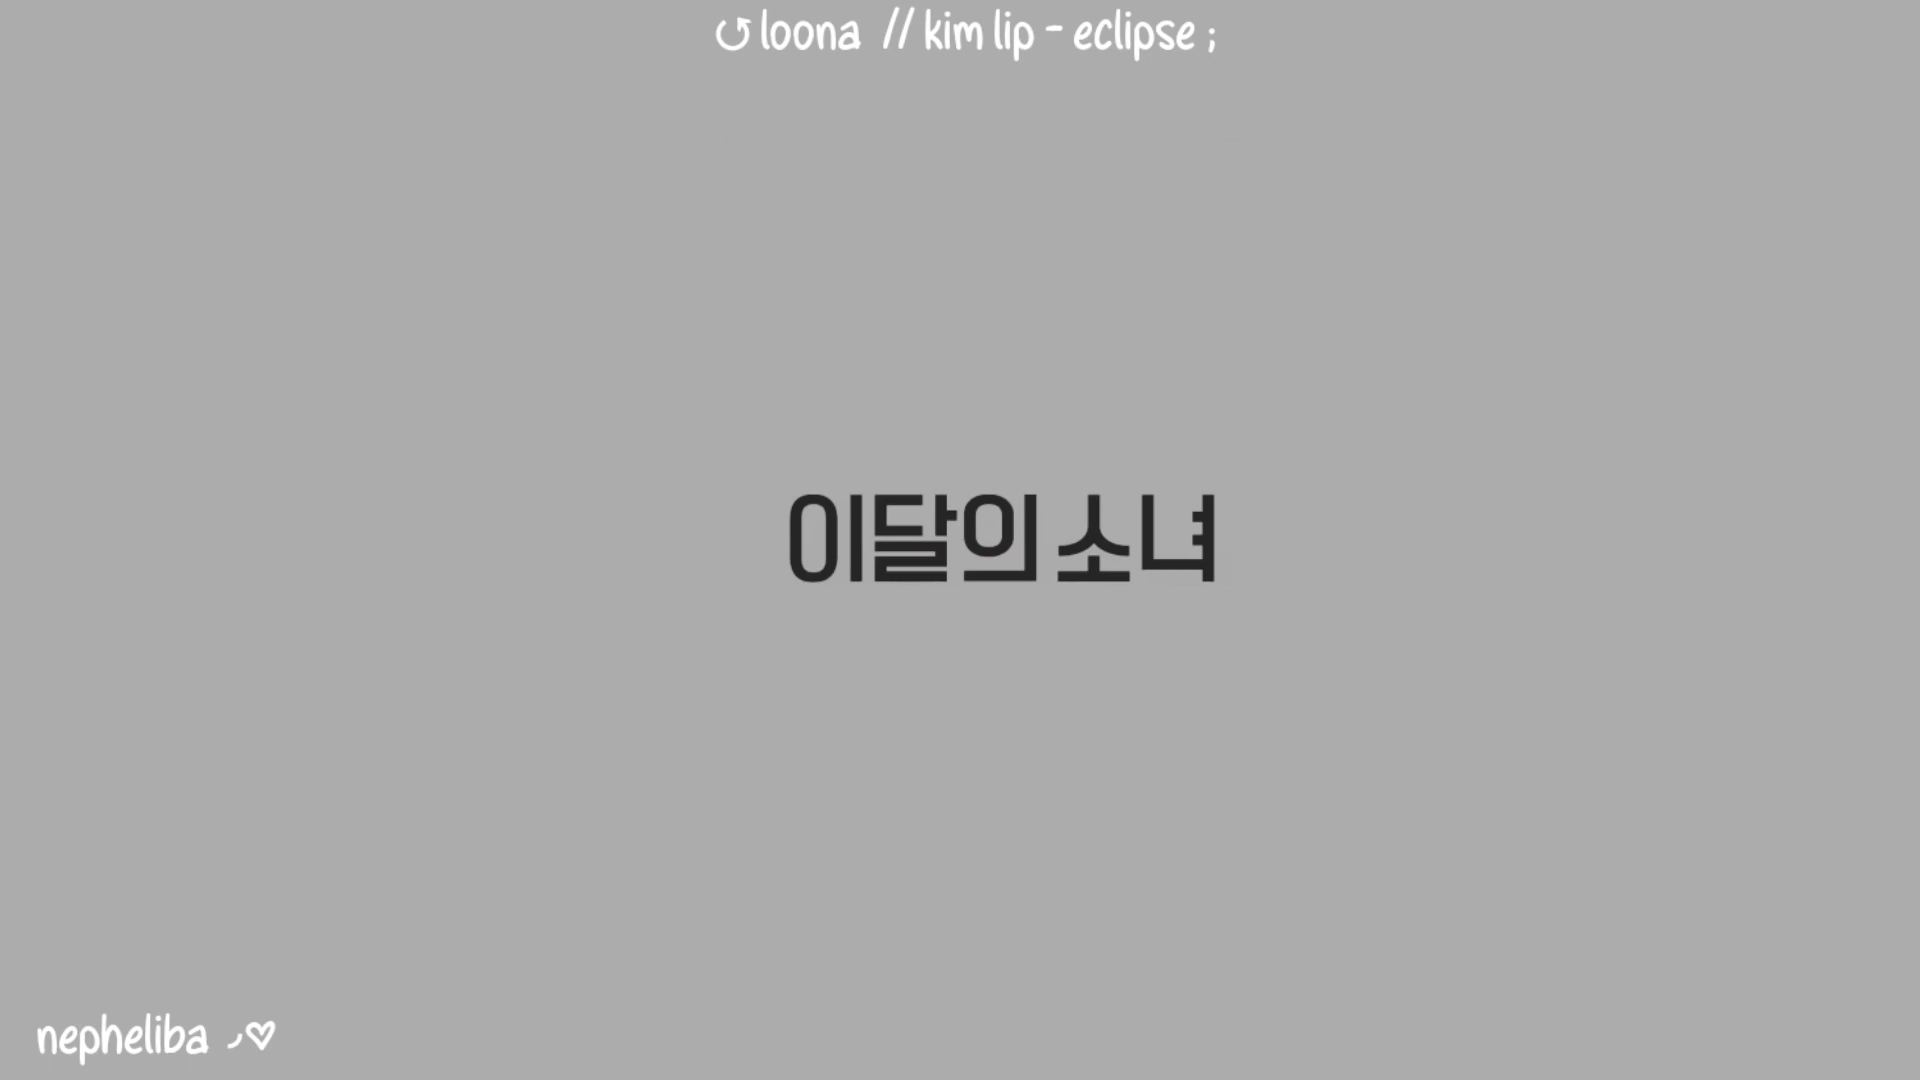 ↺ loona // kim lip - eclipse ;
이달의 소녀
nepheliba ◞♡